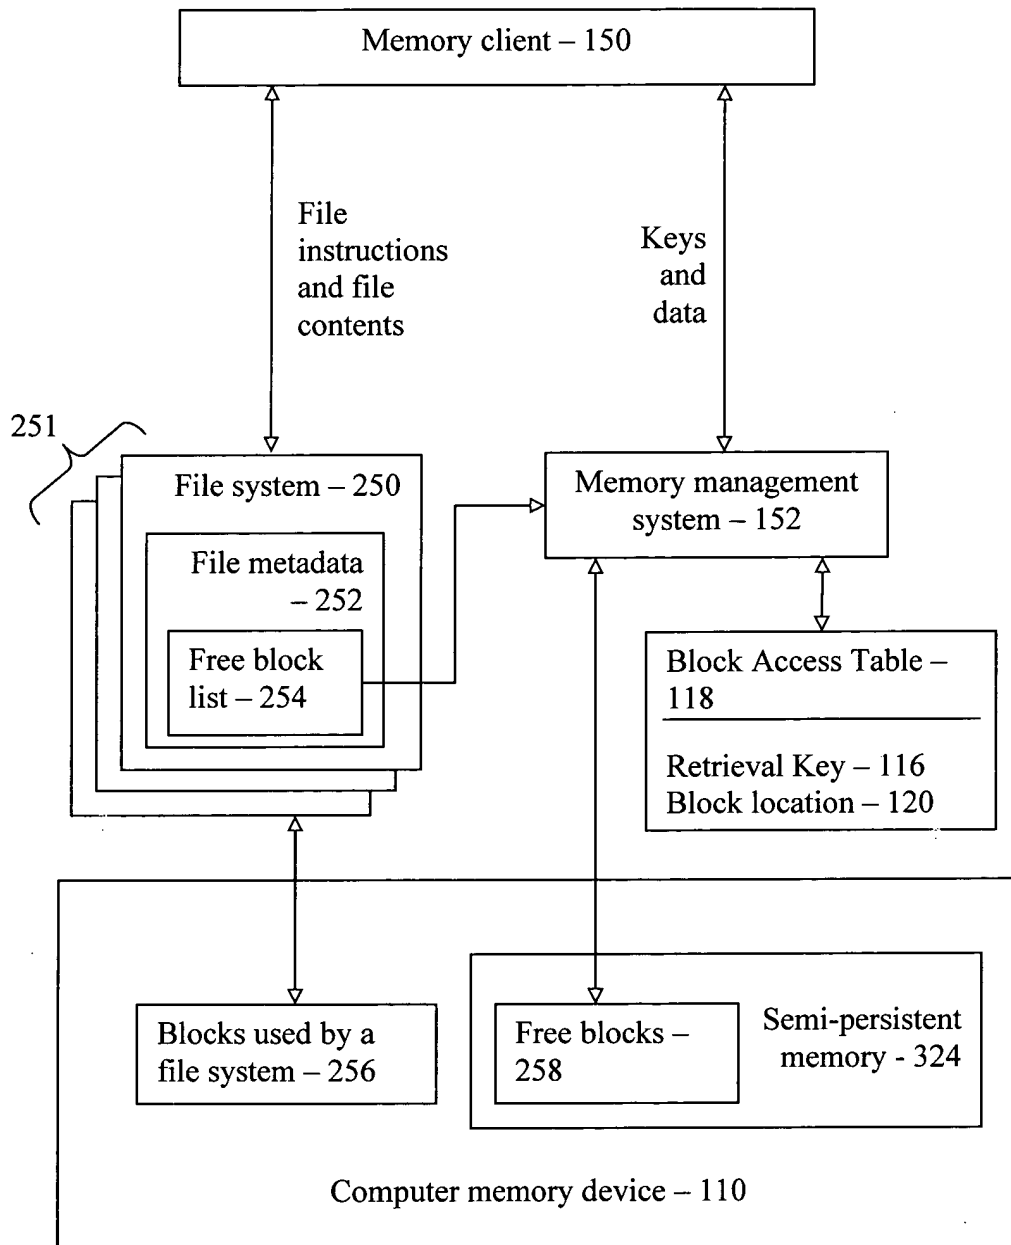 Memory client – 150
File
instructions
and file
contents
Keys
and
data
251
File system – 250
File metadata
– 252
Free block
list – 254
Memory management
system – 152
Block Access Table –
118
Retrieval Key – 116
Block location – 120
Blocks used by a
file system – 256
Free blocks –
258
Semi-persistent
memory - 324
Computer memory device – 110